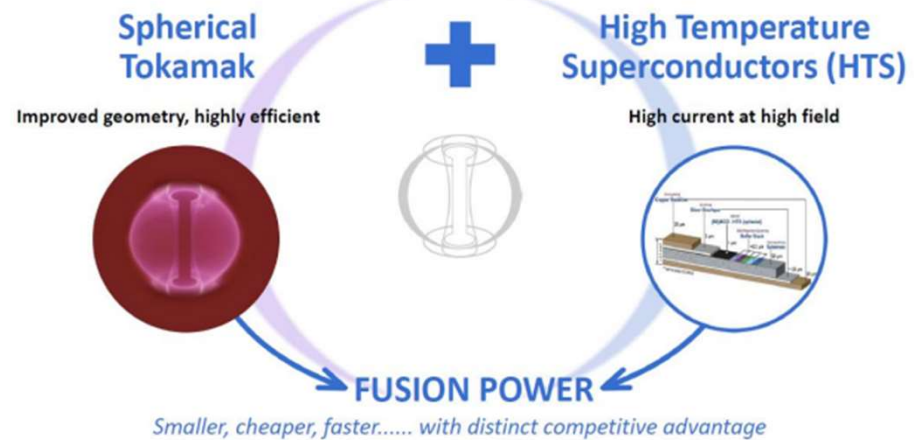 Spherical
Tokamak
High Temperature
Superconductors (HTS)
Improved geometry, highly efficient
High current at high field
FUSION POWER
Smaller, cheaper, faster...... with distinct competitive advantage